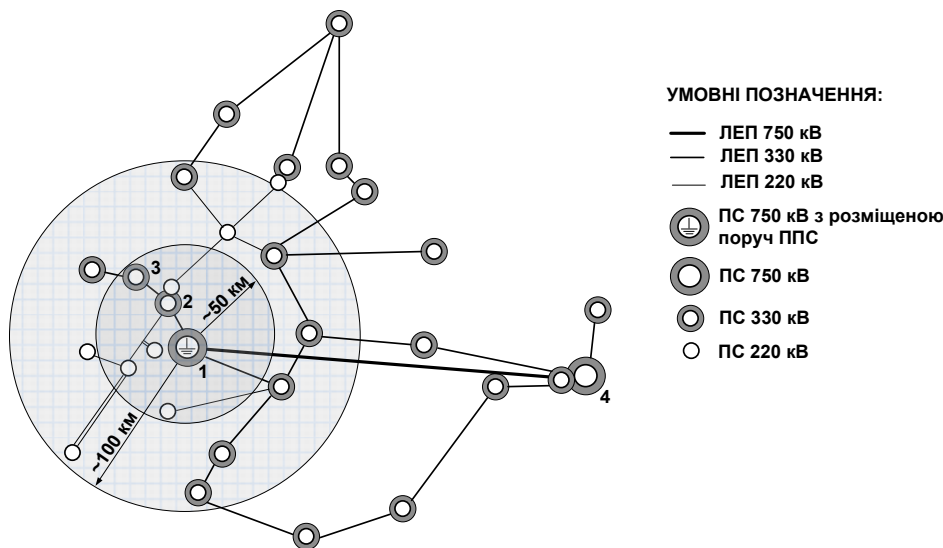 УМОВНІ ПОЗНАЧЕННЯ:
ЛЕП 750 кВ
ЛЕП 330 кВ
ЛЕП 220 кВ
ПС 750 кВ з розміщеною
поруч ППС
ПС 750 кВ
ПС 330 кВ
ПС 220 кВ
3
2
~50 км
1
4
~100 км